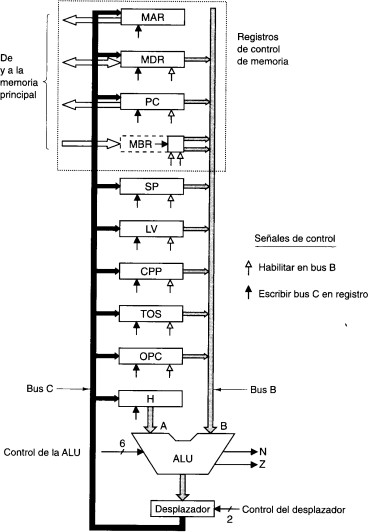 MAR
Registros
de control
de memoria
De
y a la
memoria
principal
MDR
PC
MBR
SP
LV
Señales de control
CPP
Habilitar en bus B
Escribir bus C en registro
TOS
OPC
Bus C
Bus B
H
A
B
6
Control de la ALU
ALU
N
Z
Desplazador
Control del desplazador
2